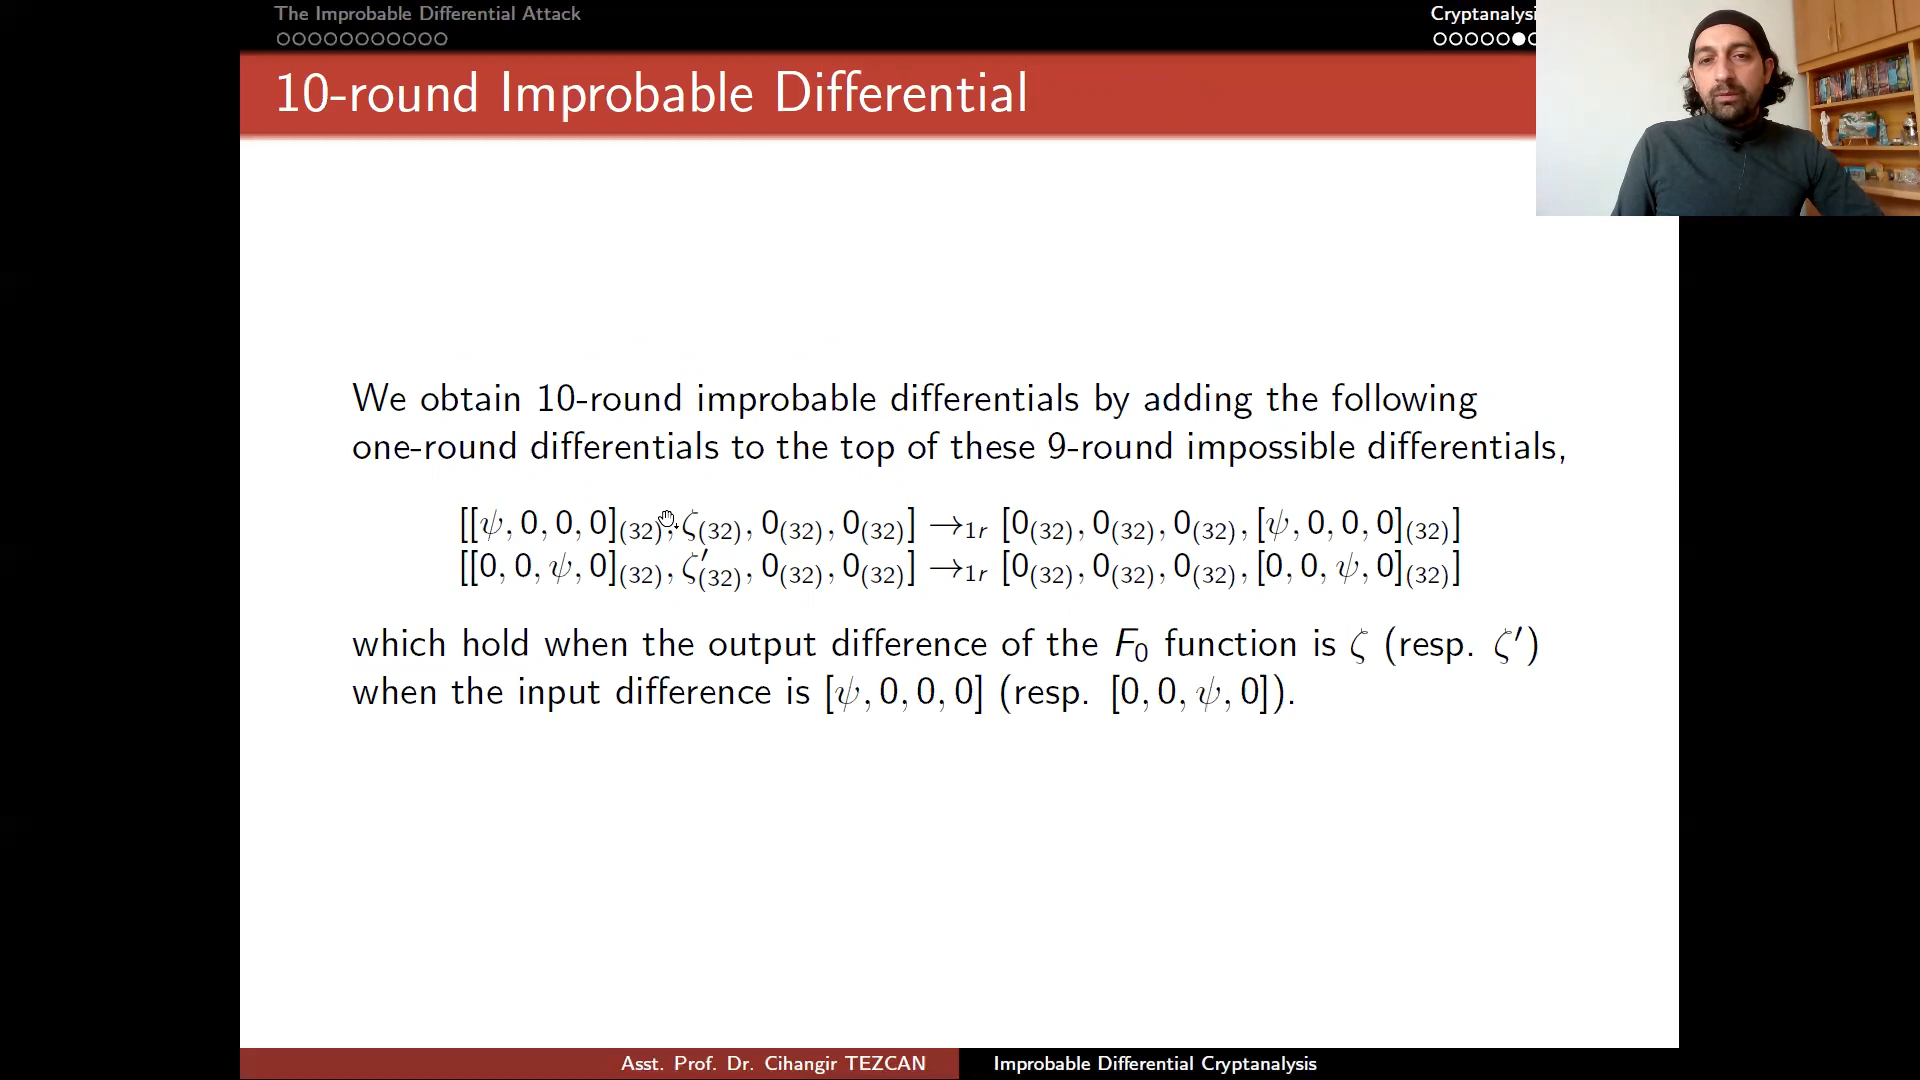 The Improbable Differential Attack
Cryptanalysi
10-round Improbable Differential
We obtain 10-round improbable differentials by adding the following
one-round differentials to the top of these 9-round impossible differentials,
[[ψ, 0, 0, 0]₍₃₂₎, ζ₍₃₂₎, 0₍₃₂₎, 0₍₃₂₎] →₁ᵣ [0₍₃₂₎, 0₍₃₂₎, 0₍₃₂₎, [ψ, 0, 0, 0]₍₃₂₎]
[[0, 0, ψ, 0]₍₃₂₎, ζ′₍₃₂₎, 0₍₃₂₎, 0₍₃₂₎] →₁ᵣ [0₍₃₂₎, 0₍₃₂₎, 0₍₃₂₎, [0, 0, ψ, 0]₍₃₂₎]
which hold when the output difference of the F₀ function is ζ (resp. ζ′)
when the input difference is [ψ, 0, 0, 0] (resp. [0, 0, ψ, 0]).
Asst. Prof. Dr. Cihangir TEZCAN
Improbable Differential Cryptanalysis